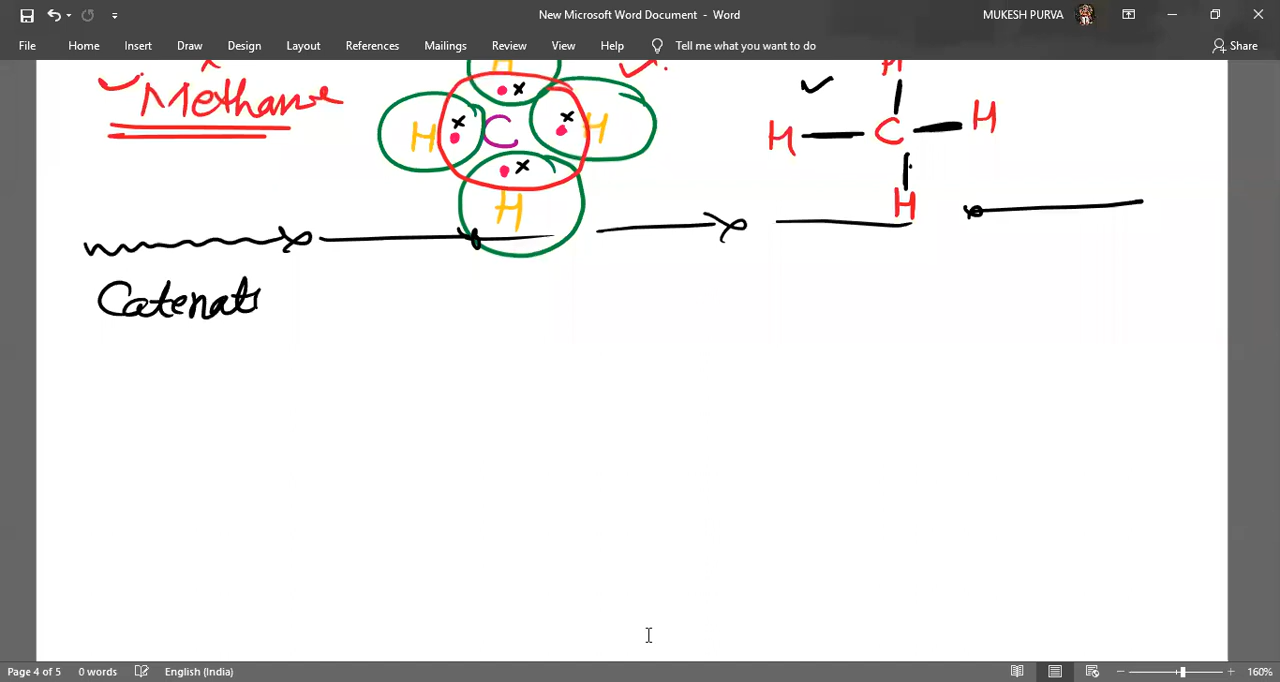 New Microsoft Word Document - Word
MUKESH PURVA
File Home Insert Draw Design Layout References Mailings Review View Help Tell me what you want to do Share
H
H
Methane
H C H
H
H C H
H
Catenati
Page 4 of 5 0 words English (India) 160%